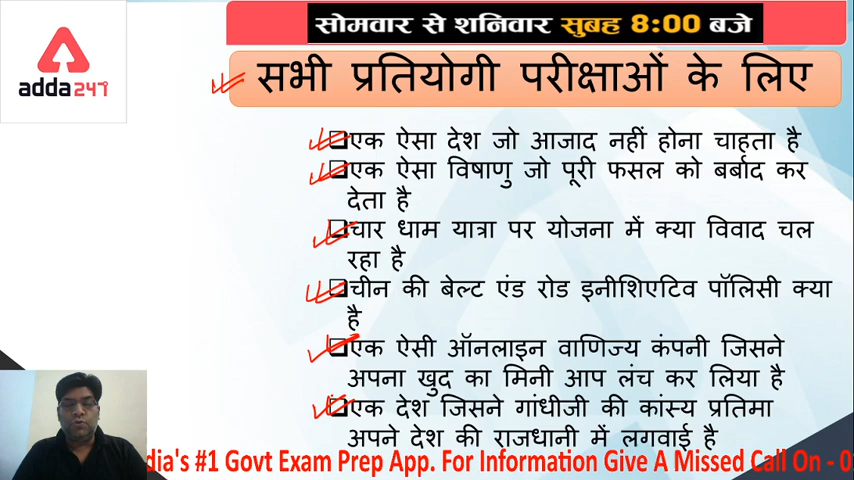 सोमवार से शनिवार सुबह 8:00 बजे
adda247
सभी प्रतियोगी परीक्षाओं के लिए
एक ऐसा देश जो आजाद नहीं होना चाहता है
एक ऐसा विषाणु जो पूरी फसल को बर्बाद कर
देता है
चार धाम यात्रा पर योजना में क्या विवाद चल
रहा है
चीन की बेल्ट एंड रोड इनीशिएटिव पॉलिसी क्या
है
एक ऐसी ऑनलाइन वाणिज्य कंपनी जिसने
अपना खुद का मिनी आप लंच कर लिया है
एक देश जिसने गांधीजी की कांस्य प्रतिमा
अपने देश की राजधानी में लगवाई है
dia's #1 Govt Exam Prep App. For Information Give A Missed Call On - 0